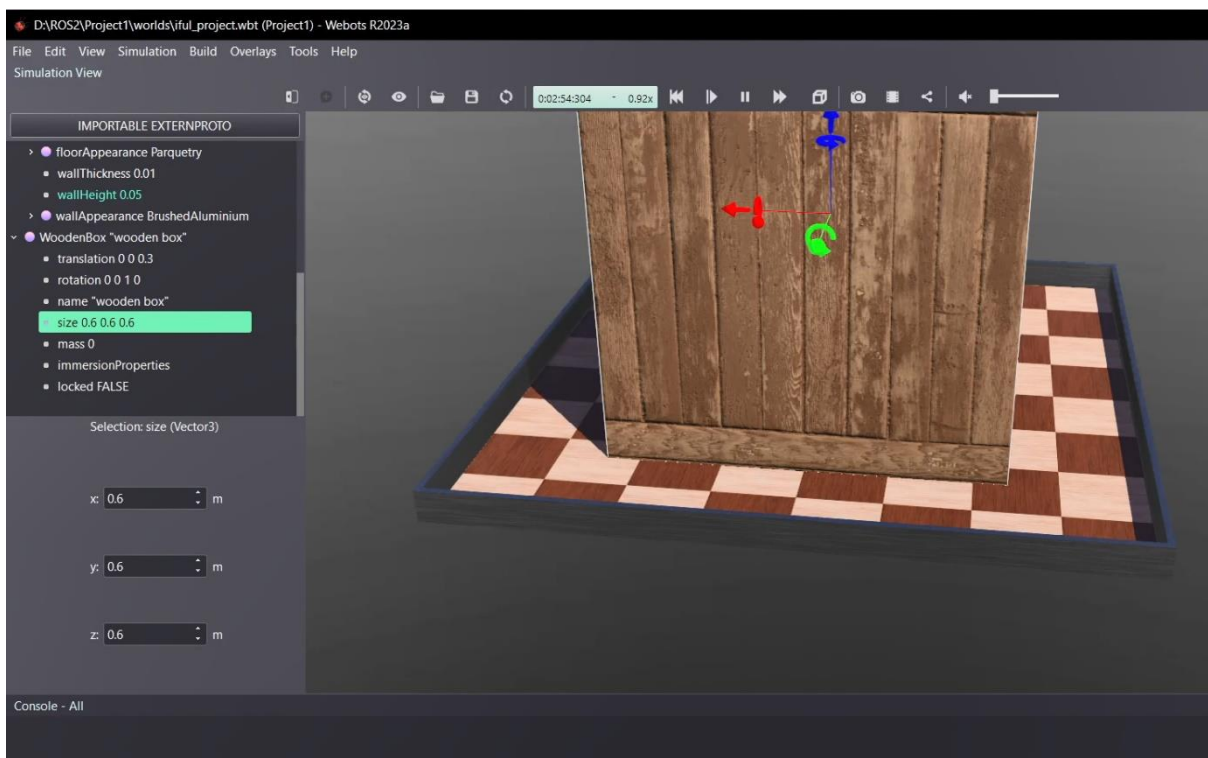 D:\ROS2\Project1\worlds\iful_project.wbt (Project1) - Webots R2023a
File Edit View Simulation Build Overlays Tools Help
Simulation View
0:02:54:304 - 0.92x
IMPORTABLE EXTERNPROTO
floorAppearance Parquetry
wallThickness 0.01
wallHeight 0.05
wallAppearance BrushedAluminium
WoodenBox "wooden box"
translation 0 0 0.3
rotation 0 0 1 0
name "wooden box"
size 0.6 0.6 0.6
mass 0
immersionProperties
locked FALSE
Selection: size (Vector3)
x: 0.6 m
y: 0.6 m
z: 0.6 m
Console - All